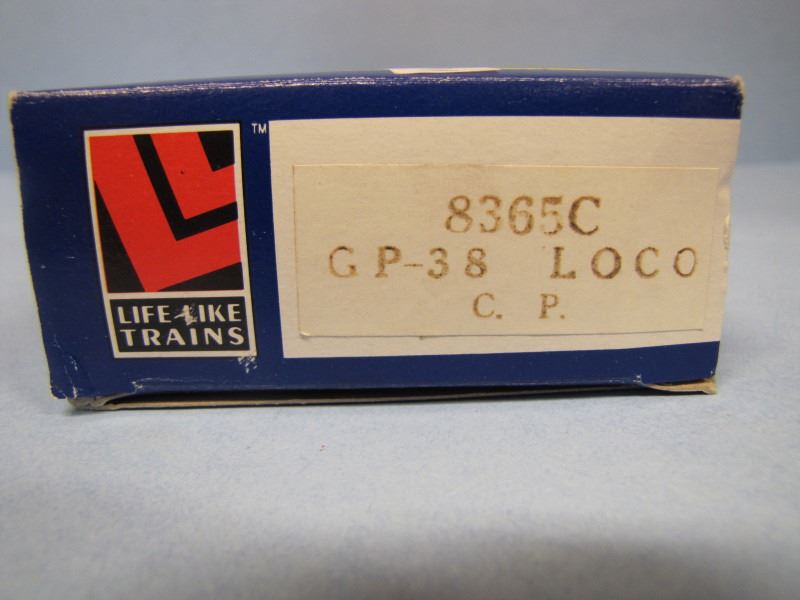 TM
LIFE-LIKE
TRAINS
8365C
GP-38 LOCO
C. P.